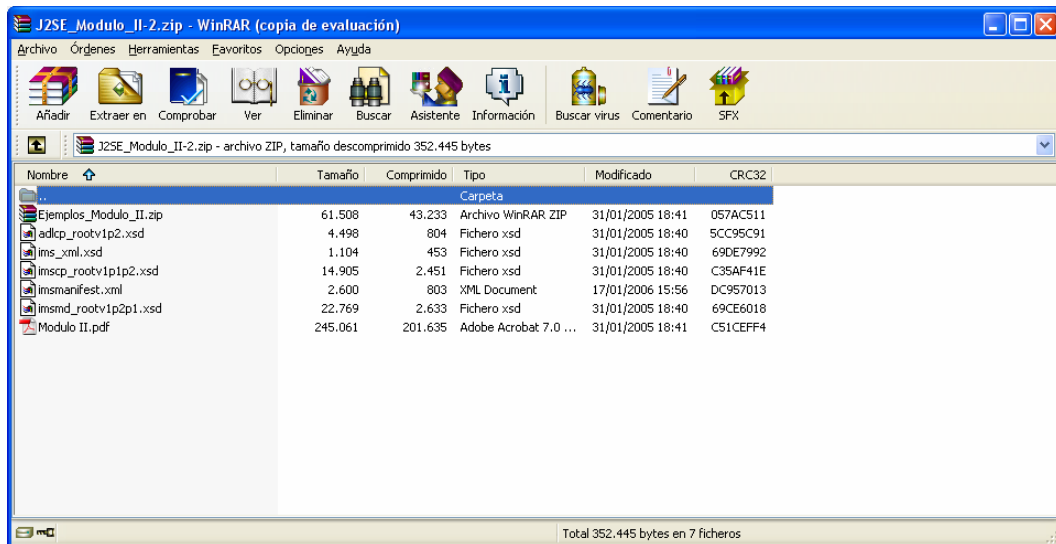 J2SE_Modulo_II-2.zip - WinRAR (copia de evaluación)
Archivo Órdenes Herramientas Favoritos Opciones Ayuda
Añadir Extraer en Comprobar Ver Eliminar Buscar Asistente Información Buscar virus Comentario SFX
J2SE_Modulo_II-2.zip - archivo ZIP, tamaño descomprimido 352.445 bytes
Nombre Tamaño Comprimido Tipo Modificado CRC32
.. Carpeta
Ejemplos_Modulo_II.zip 61.508 43.233 Archivo WinRAR ZIP 31/01/2005 18:41 057AC511
adlcp_rootv1p2.xsd 4.498 804 Fichero xsd 31/01/2005 18:40 5CC95C91
ims_xml.xsd 1.104 453 Fichero xsd 31/01/2005 18:40 69DE7992
imscp_rootv1p1p2.xsd 14.905 2.451 Fichero xsd 31/01/2005 18:40 C35AF41E
imsmanifest.xml 2.600 803 XML Document 17/01/2006 15:56 DC957013
imsmd_rootv1p2p1.xsd 22.769 2.633 Fichero xsd 31/01/2005 18:40 69CE6018
Modulo II.pdf 245.061 201.635 Adobe Acrobat 7.0 ... 31/01/2005 18:41 C51CEFF4
Total 352.445 bytes en 7 ficheros